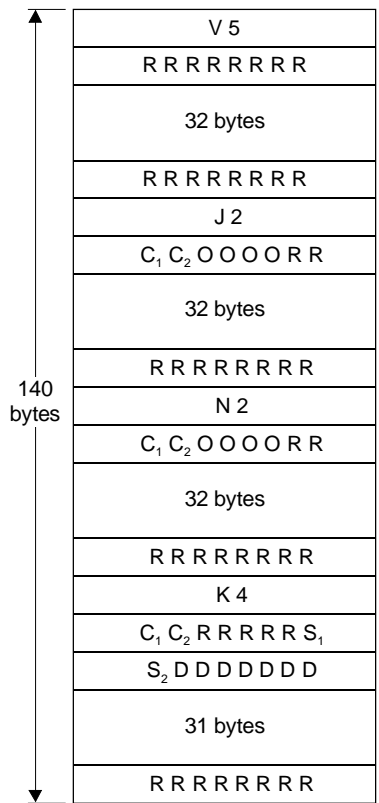 V 5
R R R R R R R R
32 bytes
R R R R R R R R
J 2
C₁ C₂ O O O O R R
32 bytes
R R R R R R R R
140
bytes
N 2
C₁ C₂ O O O O R R
32 bytes
R R R R R R R R
K 4
C₁ C₂ R R R R R S₁
S₂ D D D D D D D
31 bytes
R R R R R R R R